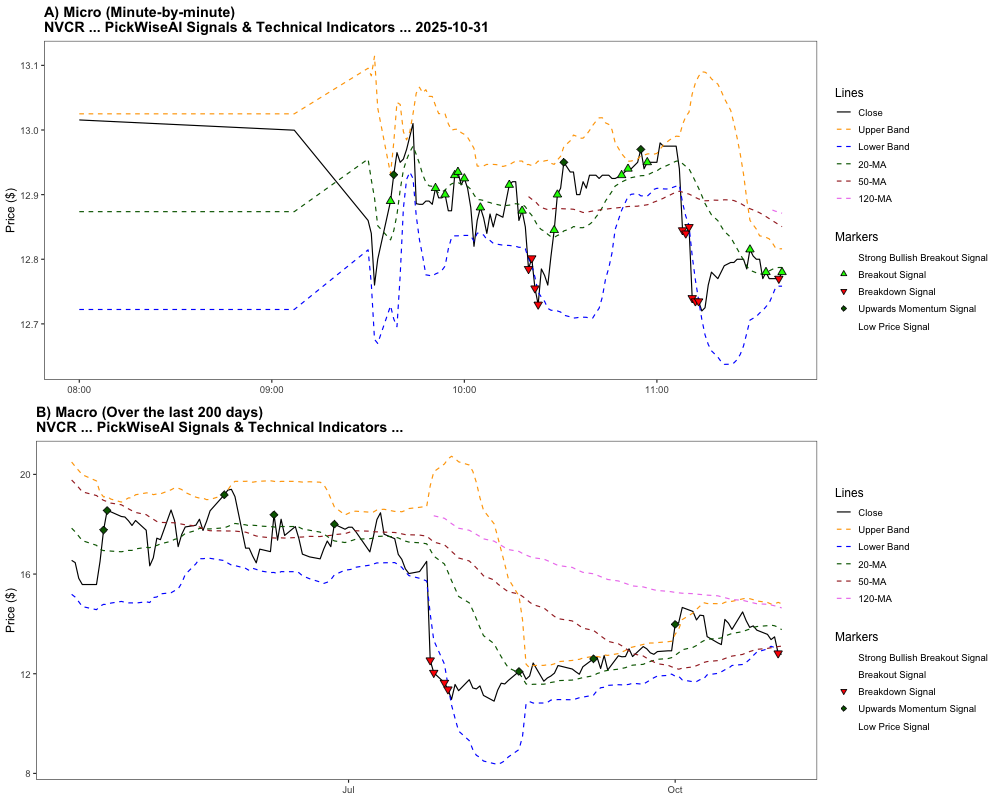 A) Micro (Minute-by-minute)
NVCR ... PickWiseAI Signals & Technical Indicators ... 2025-10-31
13.1
13.0
12.9
12.8
12.7
Price ($)
08:00
09:00
10:00
11:00
Lines
Close
Upper Band
Lower Band
20-MA
50-MA
120-MA
Markers
Strong Bullish Breakout Signal
Breakout Signal
Breakdown Signal
Upwards Momentum Signal
Low Price Signal
B) Macro (Over the last 200 days)
NVCR ... PickWiseAI Signals & Technical Indicators ...
20
16
12
8
Price ($)
Jul
Oct
Lines
Close
Upper Band
Lower Band
20-MA
50-MA
120-MA
Markers
Strong Bullish Breakout Signal
Breakout Signal
Breakdown Signal
Upwards Momentum Signal
Low Price Signal